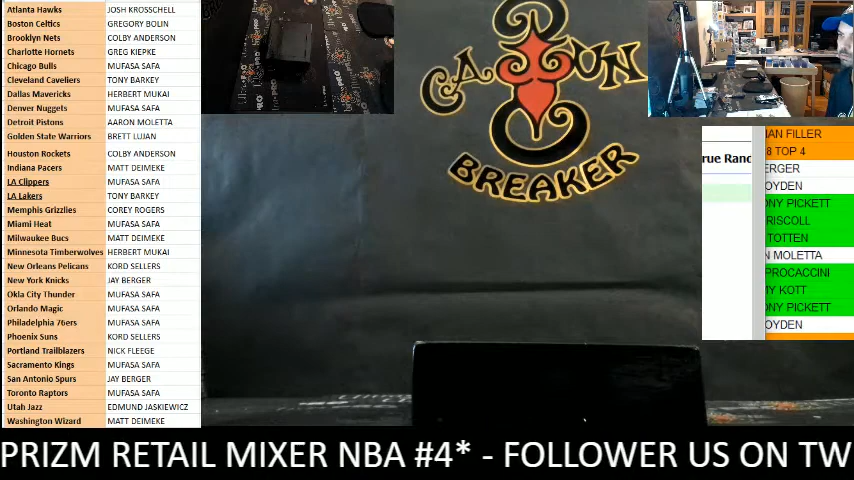 Atlanta Hawks JOSH KROSSCHELL
Boston Celtics GREGORY BOLIN
Brooklyn Nets COLBY ANDERSON
Charlotte Hornets GREG KIEPKE
Chicago Bulls MUFASA SAFA
Cleveland Cavaliers TONY BARKEY
Dallas Mavericks HERBERT MUKAI
Denver Nuggets MUFASA SAFA
Detroit Pistons AARON MOLETTA
Golden State Warriors BRETT LUJAN
Houston Rockets COLBY ANDERSON
Indiana Pacers MATT DEIMEKE
LA Clippers MUFASA SAFA
LA Lakers TONY BARKEY
Memphis Grizzlies COREY ROGERS
Miami Heat MUFASA SAFA
Milwaukee Bucs MATT DEIMEKE
Minnesota Timberwolves HERBERT MUKAI
New Orleans Pelicans KORD SELLERS
New York Knicks JAY BERGER
Okla City Thunder MUFASA SAFA
Orlando Magic MUFASA SAFA
Philadelphia 76ers MUFASA SAFA
Phoenix Suns KORD SELLERS
Portland Trailblazers NICK FLEEGE
Sacramento Kings MUFASA SAFA
San Antonio Spurs JAY BERGER
Toronto Raptors MUFASA SAFA
Utah Jazz EDMUND JASKIEWICZ
Washington Wizard MATT DEIMEKE
CAJUN
BREAKER
rue Ranc
IAN FILLER
8 TOP 4
ERGER
OYDEN
ONY PICKETT
RISCOLL
TOTTEN
N MOLETTA
PROCACCINI
MY KOTT
ONY PICKETT
OYDEN
PRIZM RETAIL MIXER NBA #4* - FOLLOWER US ON TW